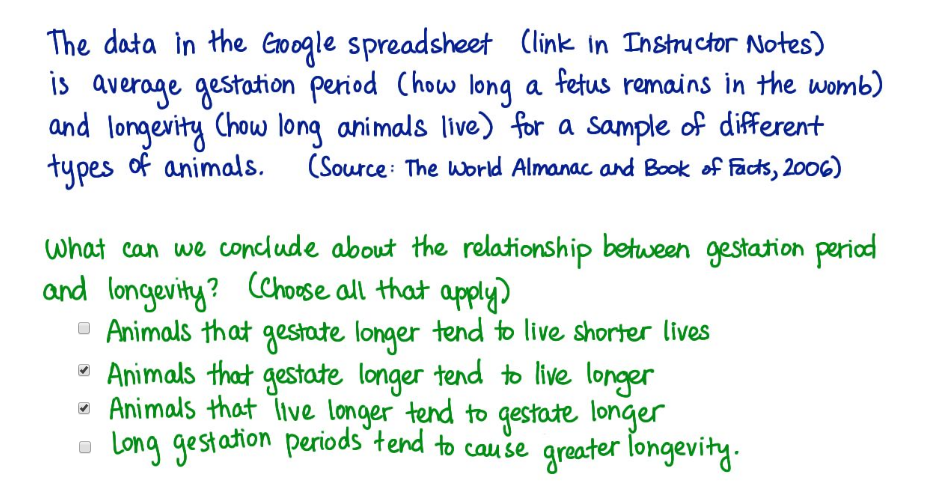 The data in the Google spreadsheet (link in Instructor Notes)
is average gestation period (how long a fetus remains in the womb)
and longevity (how long animals live) for a sample of different
types of animals. (Source: The World Almanac and Book of Facts, 2006)
What can we conclude about the relationship between gestation period
and longevity? (Choose all that apply)
Animals that gestate longer tend to live shorter lives
Animals that gestate longer tend to live longer
Animals that live longer tend to gestate longer
Long gestation periods tend to cause greater longevity.